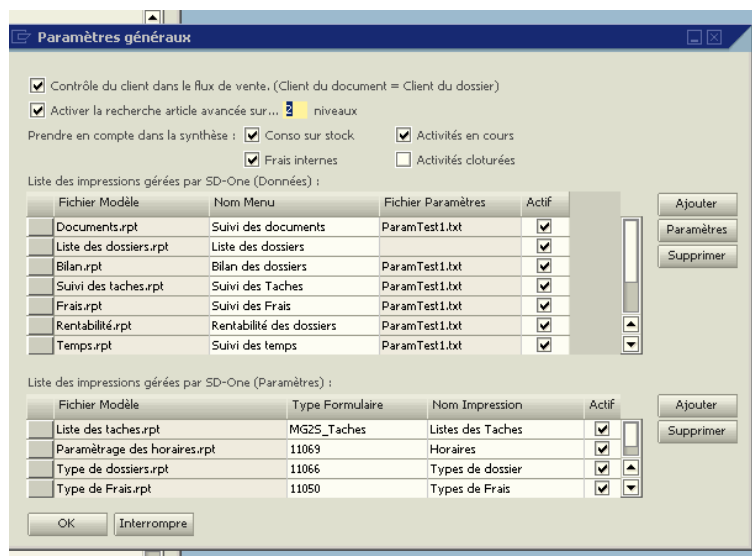 Paramètres généraux
Contrôle du client dans le flux de vente. (Client du document = Client du dossier)
Activer la recherche article avancée sur... 2 niveaux
Prendre en compte dans la synthèse : Conso sur stock Activités en cours
Frais internes Activités cloturées
Liste des impressions gérées par SD-One (Données) :
Fichier Modèle Nom Menu Fichier Paramètres Actif Ajouter
Documents.rpt Suivi des documents ParamTest1.txt Paramètres
Liste des dossiers.rpt Liste des dossiers
Bilan.rpt Bilan des dossiers ParamTest1.txt Supprimer
Suivi des taches.rpt Suivi des Taches ParamTest1.txt
Frais.rpt Suivi des Frais ParamTest1.txt
Rentabilité.rpt Rentabilité des dossiers ParamTest1.txt
Temps.rpt Suivi des temps ParamTest1.txt
Liste des impressions gérées par SD-One (Paramètres) :
Fichier Modèle Type Formulaire Nom Impression Actif Ajouter
Liste des taches.rpt MG2S_Taches Listes des Taches Supprimer
Paramètrage des horaires.rpt 11069 Horaires
Type de dossiers.rpt 11066 Types de dossier
Type de Frais.rpt 11050 Types de Frais
OK Interrompre